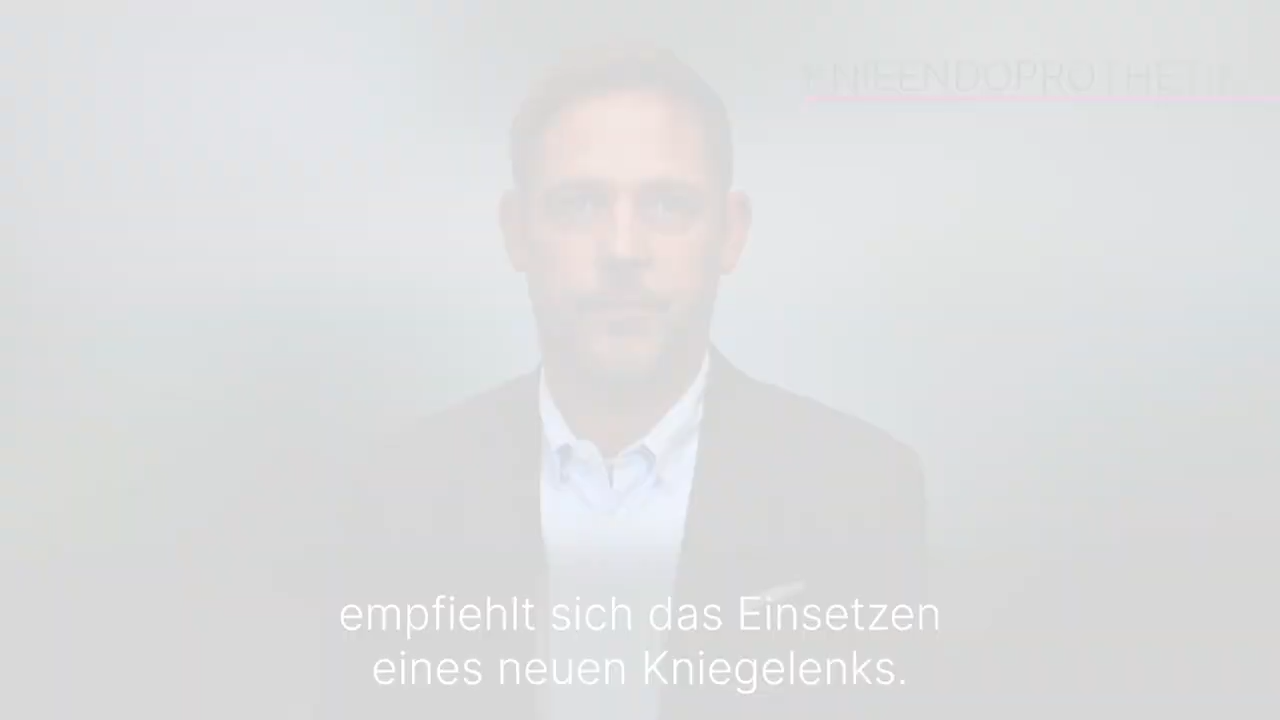 KNIEENDOPROTHETIK
empfiehlt sich das Einsetzen
eines neuen Kniegelenks.